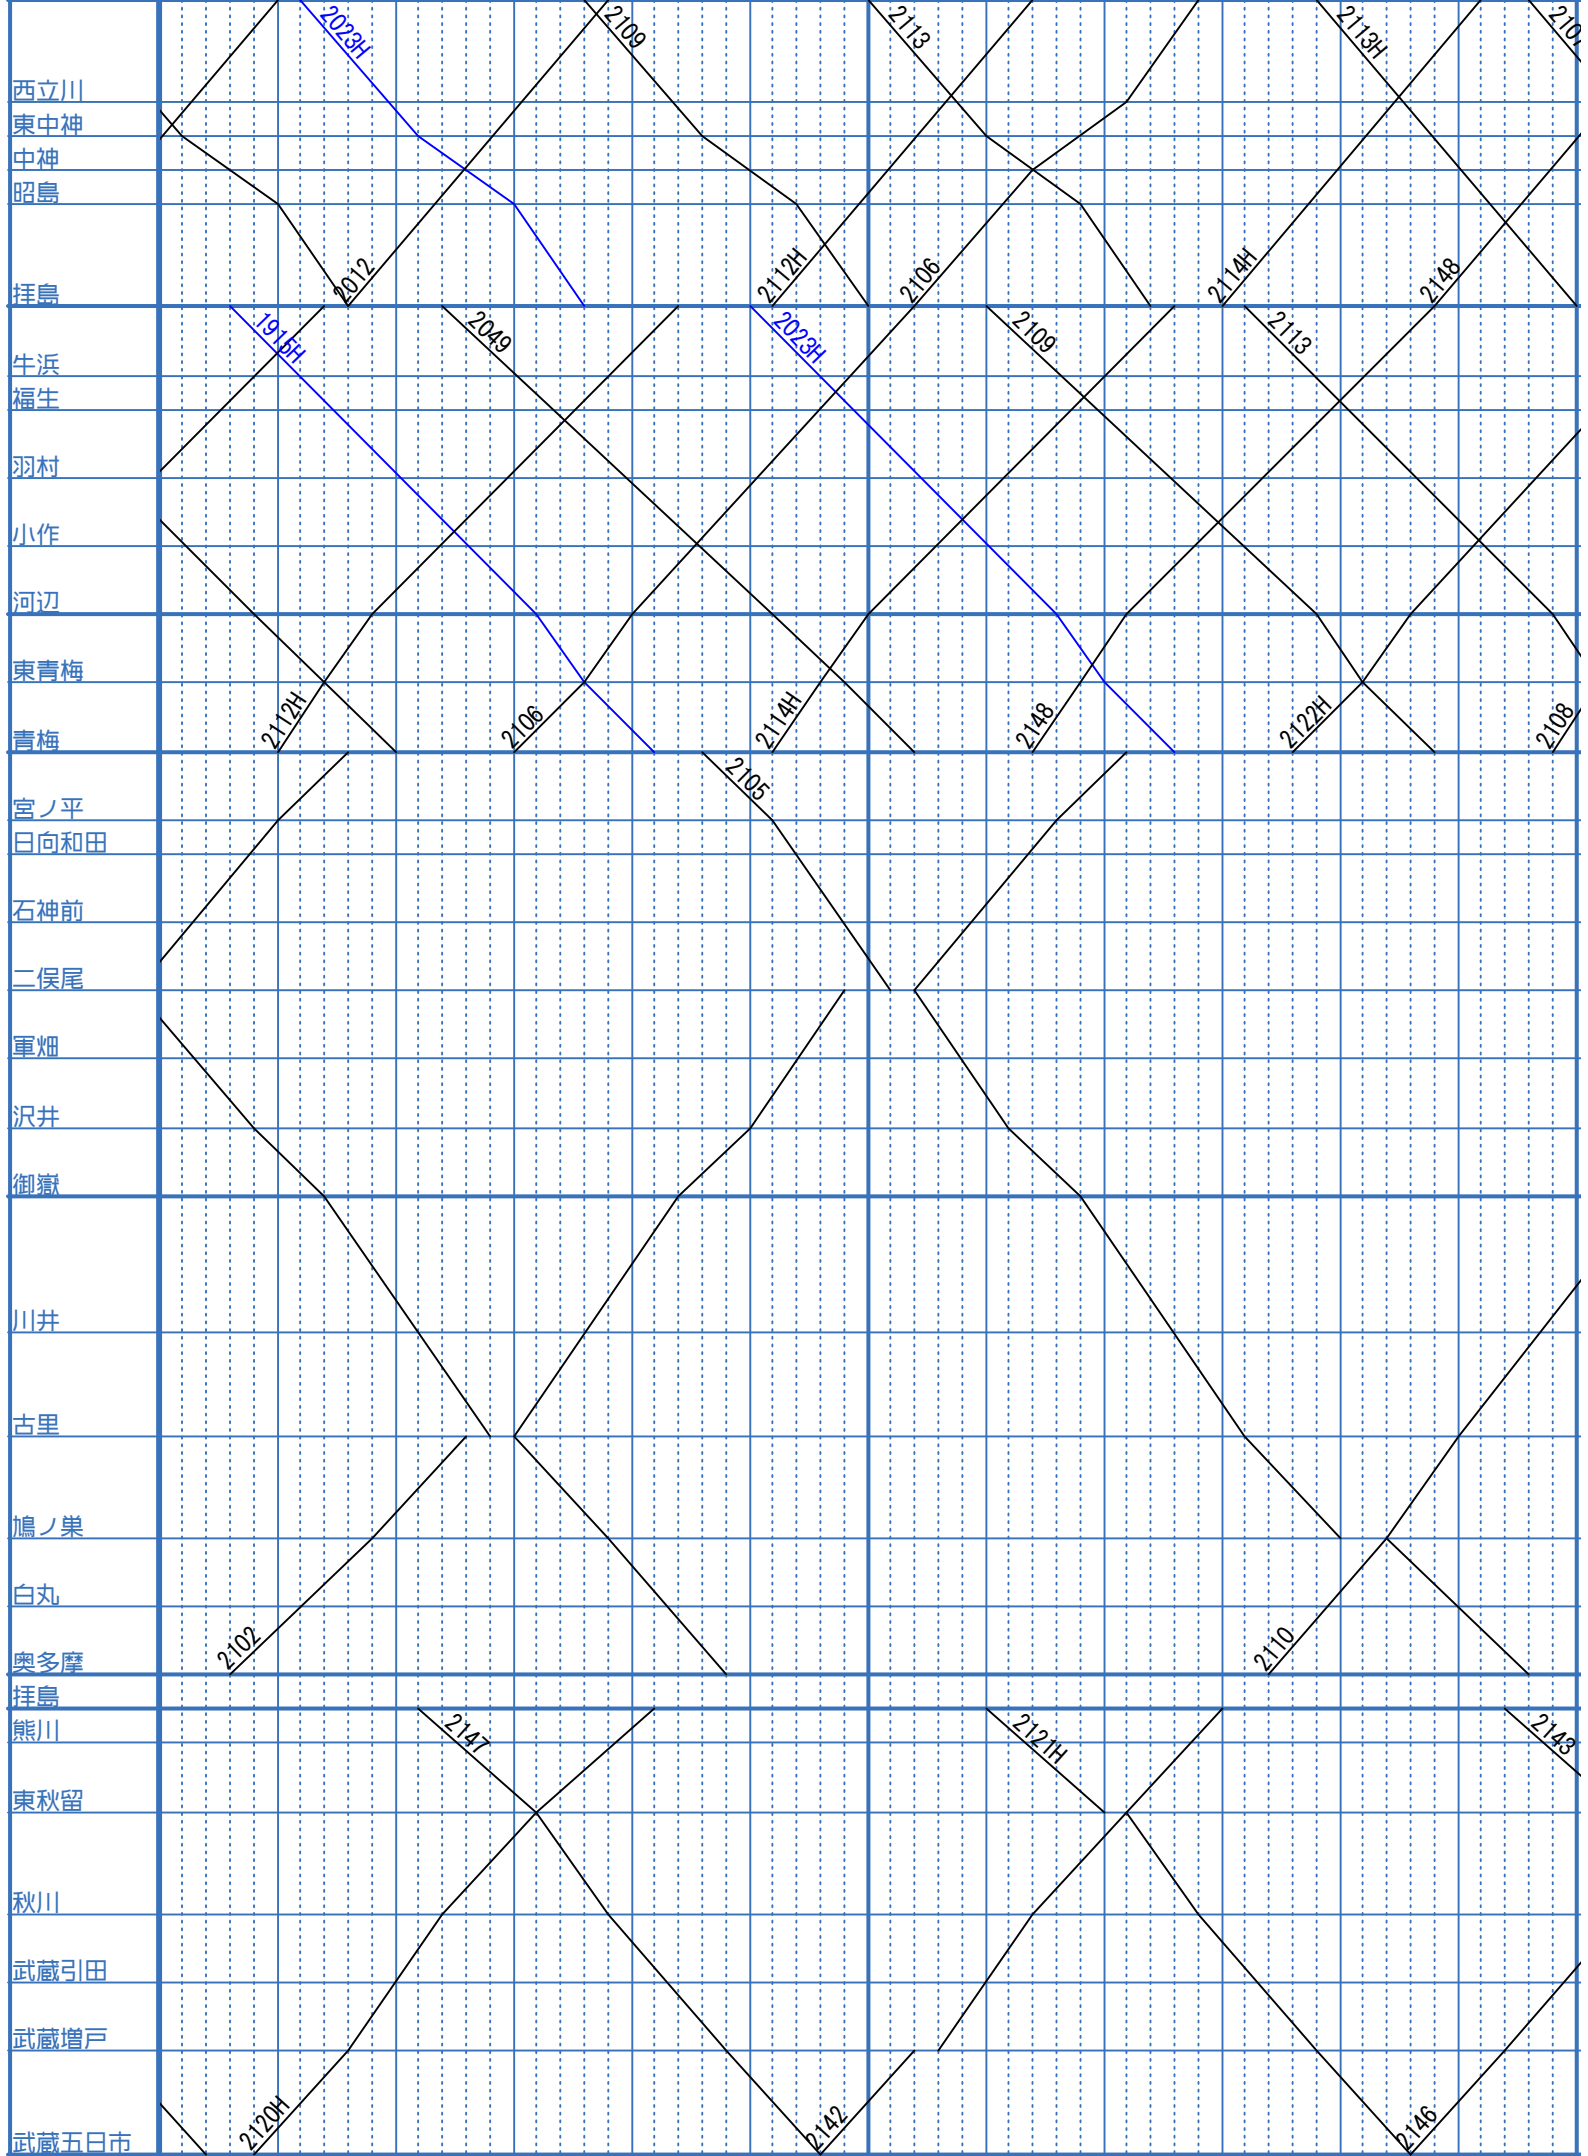 2023H
2109
2113
2113H
西立川
東中神
中神
昭島
2012
2112H
2106
2114H
2148
拝島
1915H
2049
2023H
2109
2113
牛浜
福生
羽村
小作
河辺
東青梅
2112H
2106
2114H
2148
2122H
2108
青梅
2105
宮ノ平
日向和田
石神前
二俣尾
軍畑
沢井
御嶽
川井
古里
鳩ノ巣
白丸
2102
2110
奥多摩
拝島
熊川
2147
2121H
2143
東秋留
秋川
武蔵引田
武蔵増戸
2120H
2142
2146
武蔵五日市